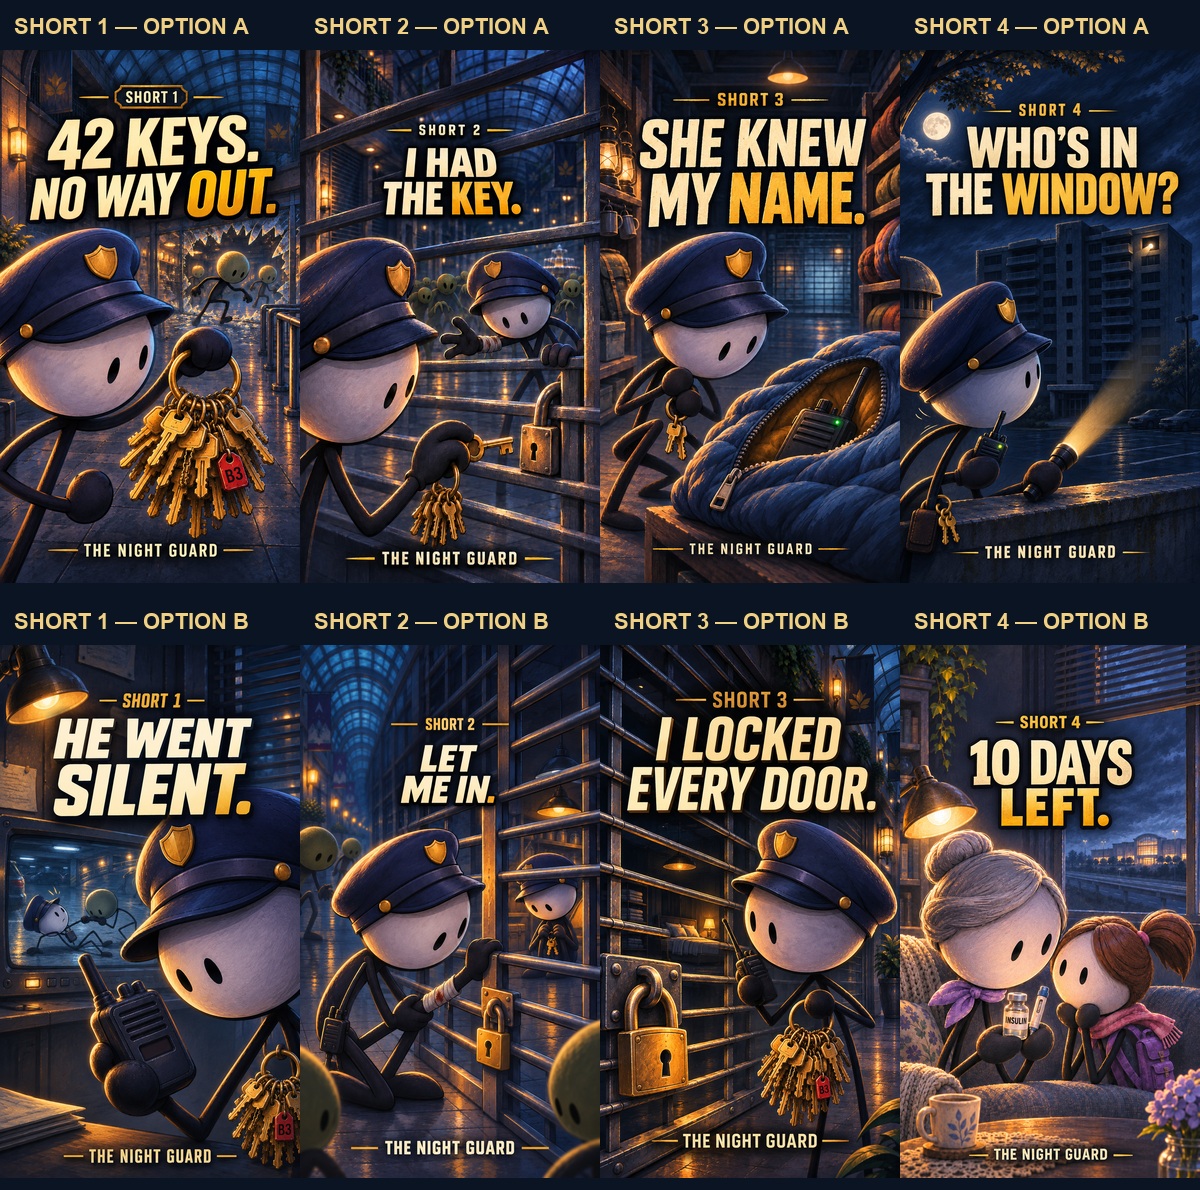 SHORT 1 — OPTION A
SHORT 1
42 KEYS.
NO WAY OUT.
B3
THE NIGHT GUARD
SHORT 2 — OPTION A
SHORT 2
I HAD
THE KEY.
THE NIGHT GUARD
SHORT 3 — OPTION A
SHORT 3
SHE KNEW
MY NAME.
THE NIGHT GUARD
SHORT 4 — OPTION A
SHORT 4
WHO'S IN
THE WINDOW?
THE NIGHT GUARD
SHORT 1 — OPTION B
SHORT 1
HE WENT
SILENT.
B3
THE NIGHT GUARD
SHORT 2 — OPTION B
SHORT 2
LET
ME IN.
THE NIGHT GUARD
SHORT 3 — OPTION B
SHORT 3
I LOCKED
EVERY DOOR.
B3
THE NIGHT GUARD
SHORT 4 — OPTION B
SHORT 4
10 DAYS
LEFT.
INSULIN
THE NIGHT GUARD